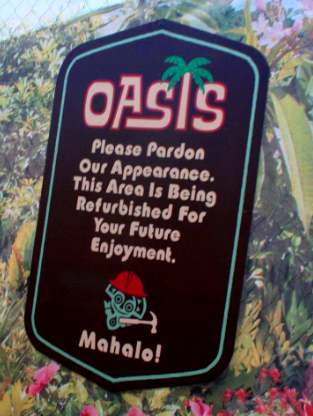 OASIS
Please Pardon
Our Appearance.
This Area Is Being
Refurbished For
Your Future
Enjoyment.
Mahalo!